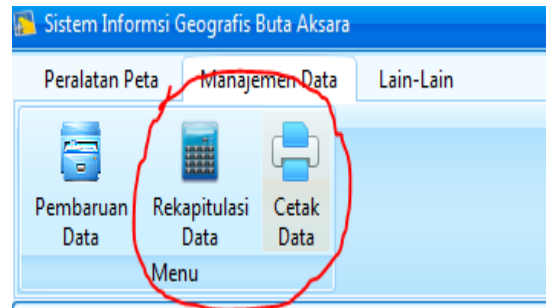 Sistem Informsi Geografis Buta Aksara
Peralatan Peta Manajemen Data Lain-Lain
Pembaruan Rekapitulasi Cetak
Data Data Data
Menu